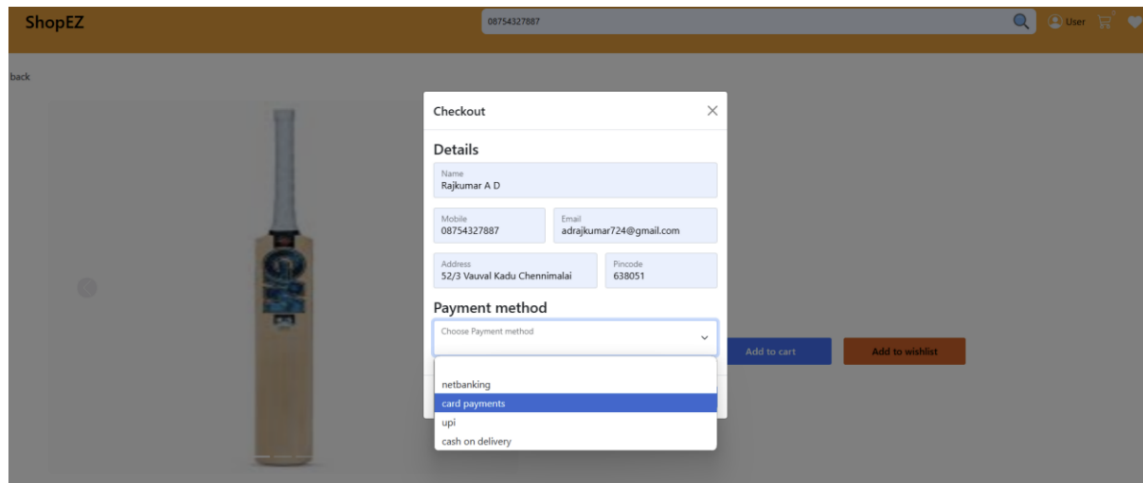 ShopEZ
08754327887
User
back
Checkout
Details
Name
Rajkumar A D
Mobile
08754327887
Email
adrajkumar724@gmail.com
Address
52/3 Vauval Kadu Chennimalai
Pincode
638051
Payment method
Choose Payment method
netbanking
card payments
upi
cash on delivery
Add to cart
Add to wishlist